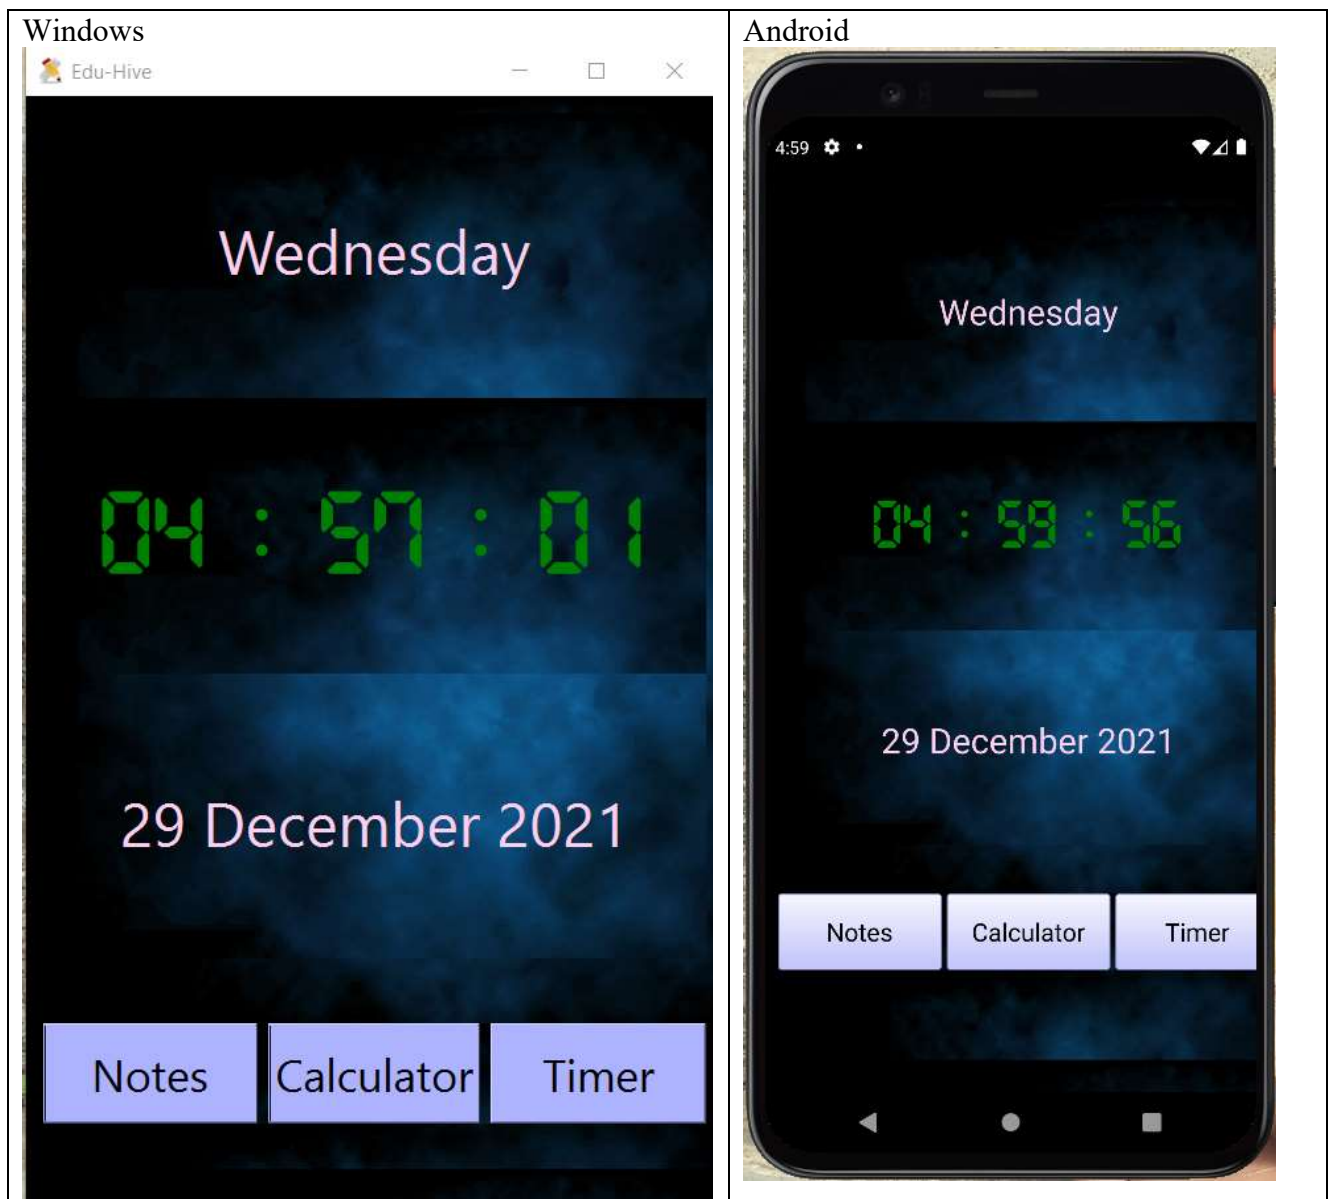 Windows
Edu-Hive
Wednesday
04 : 57 : 01
29 December 2021
Notes Calculator Timer
Android
4:59
Wednesday
04 : 59 : 56
29 December 2021
Notes Calculator Timer